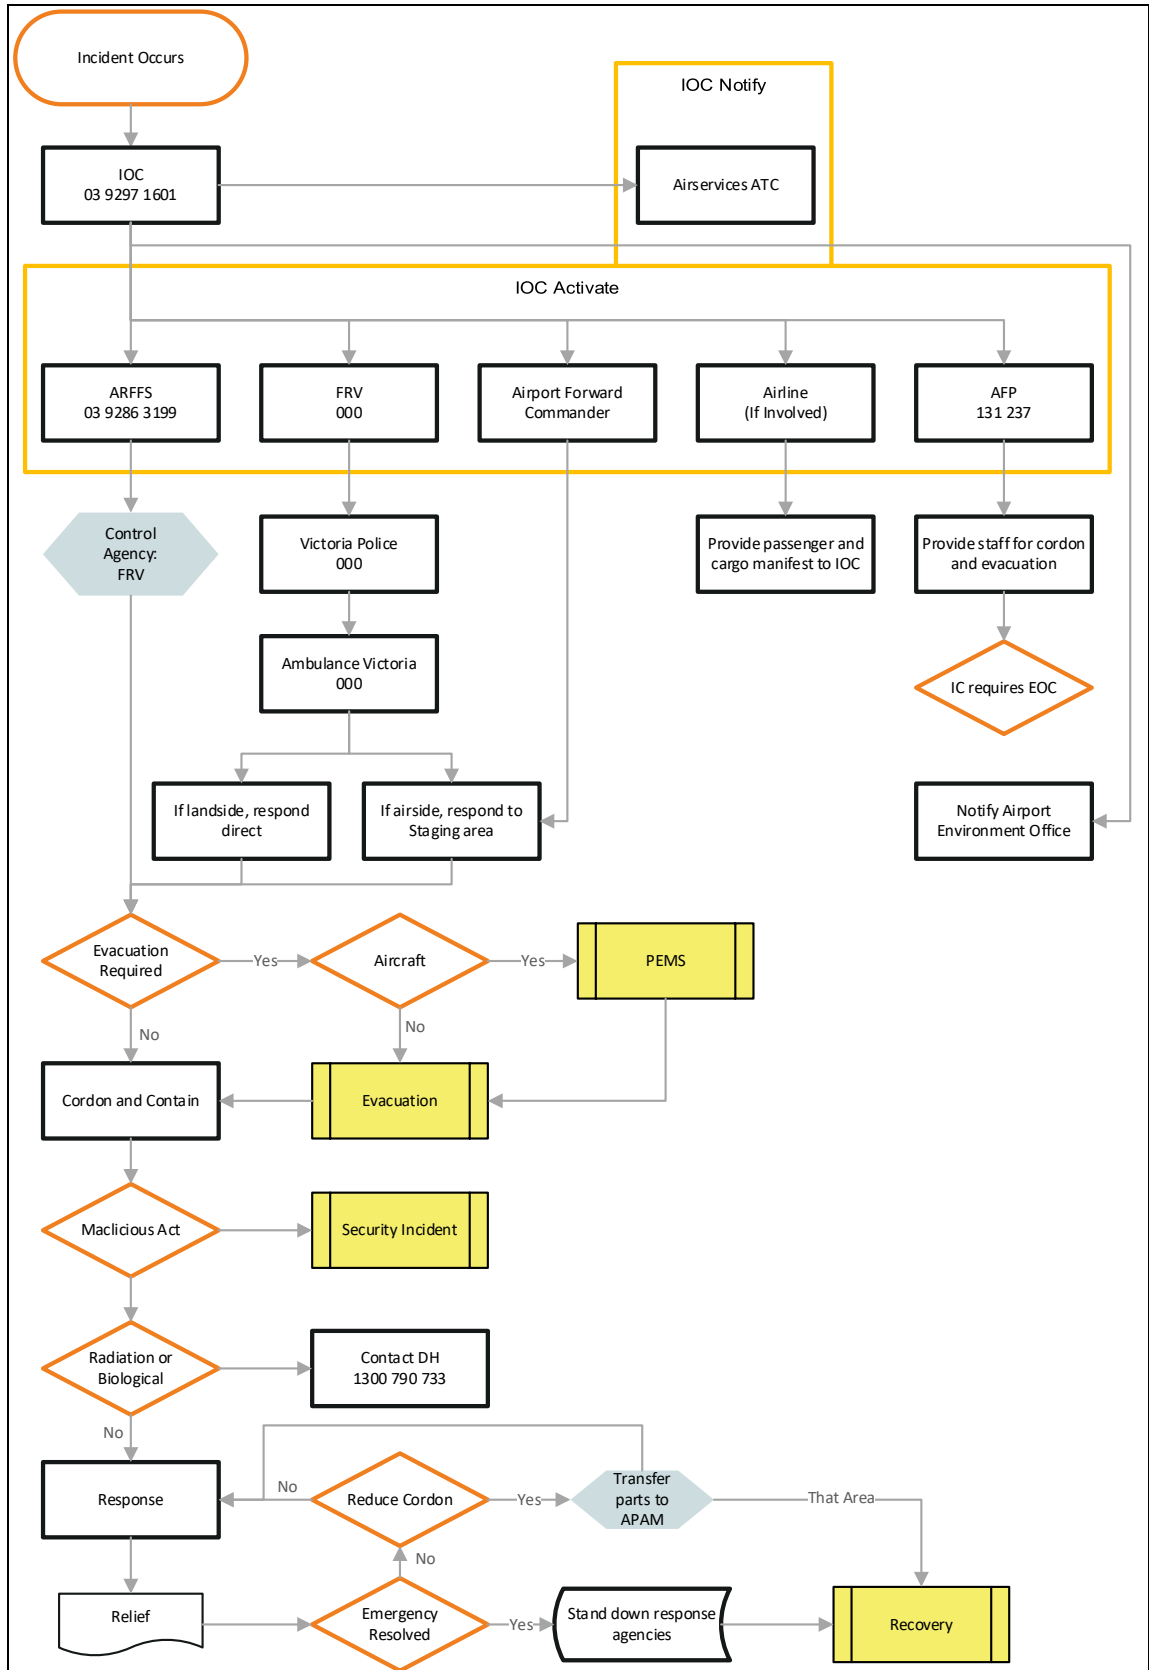 Incident Occurs
IOC Notify
IOC
03 9297 1601
Airservices ATC
IOC Activate
ARFFS
03 9286 3199
FRV
000
Airport Forward
Commander
Airline
(If Involved)
AFP
131 237
Control
Agency:
FRV
Victoria Police
000
Provide passenger and
cargo manifest to IOC
Provide staff for cordon
and evacuation
Ambulance Victoria
000
IC requires EOC
If landside, respond
direct
If airside, respond to
Staging area
Notify Airport
Environment Office
Evacuation
Required
Yes
Aircraft
Yes
PEMS
No
No
Cordon and Contain
Evacuation
Maclicious Act
Security Incident
Radiation or
Biological
Contact DH
1300 790 733
No
Response
No
Reduce Cordon
Yes
Transfer
parts to
APAM
That Area
No
Relief
Emergency
Resolved
Yes
Stand down response
agencies
Recovery